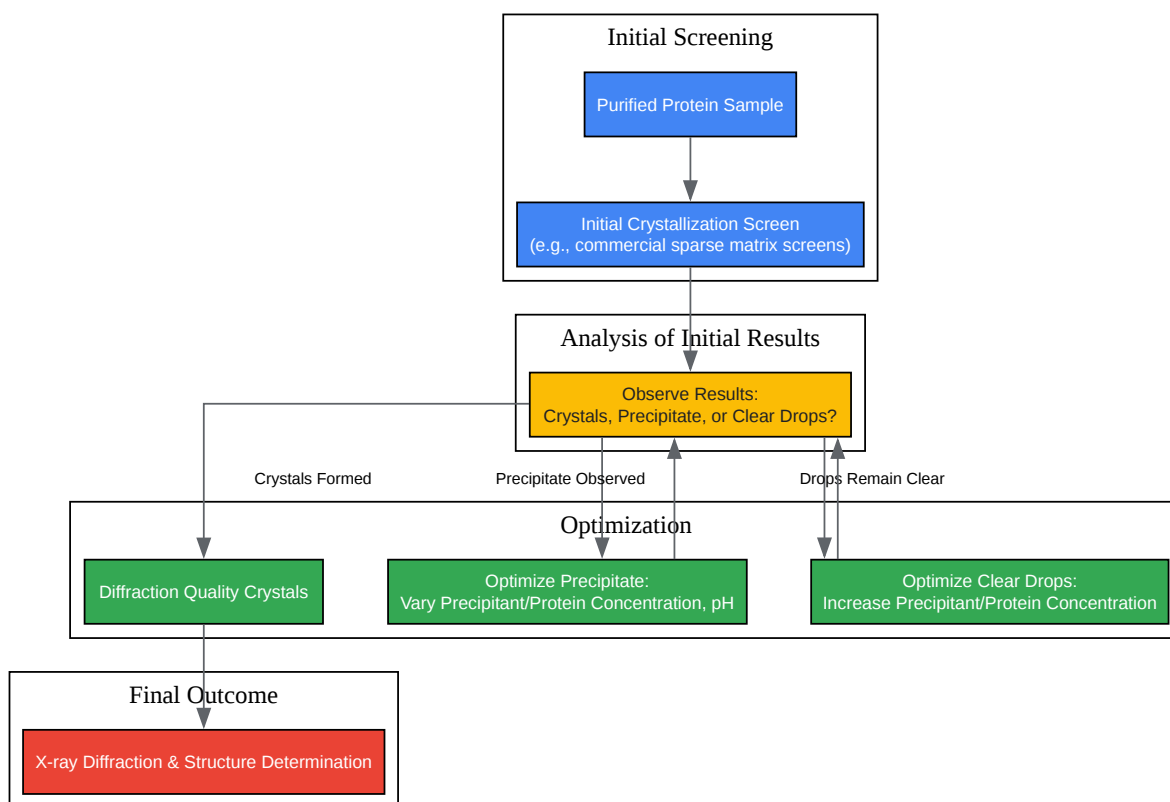 Initial Screening
Purified Protein Sample
Initial Crystallization Screen
(e.g., commercial sparse matrix screens)
Analysis of Initial Results
Observe Results:
Crystals, Precipitate, or Clear Drops?
Crystals Formed
Precipitate Observed
Drops Remain Clear
Optimization
Diffraction Quality Crystals
Optimize Precipitate:
Vary Precipitant/Protein Concentration, pH
Optimize Clear Drops:
Increase Precipitant/Protein Concentration
Final Outcome
X-ray Diffraction & Structure Determination